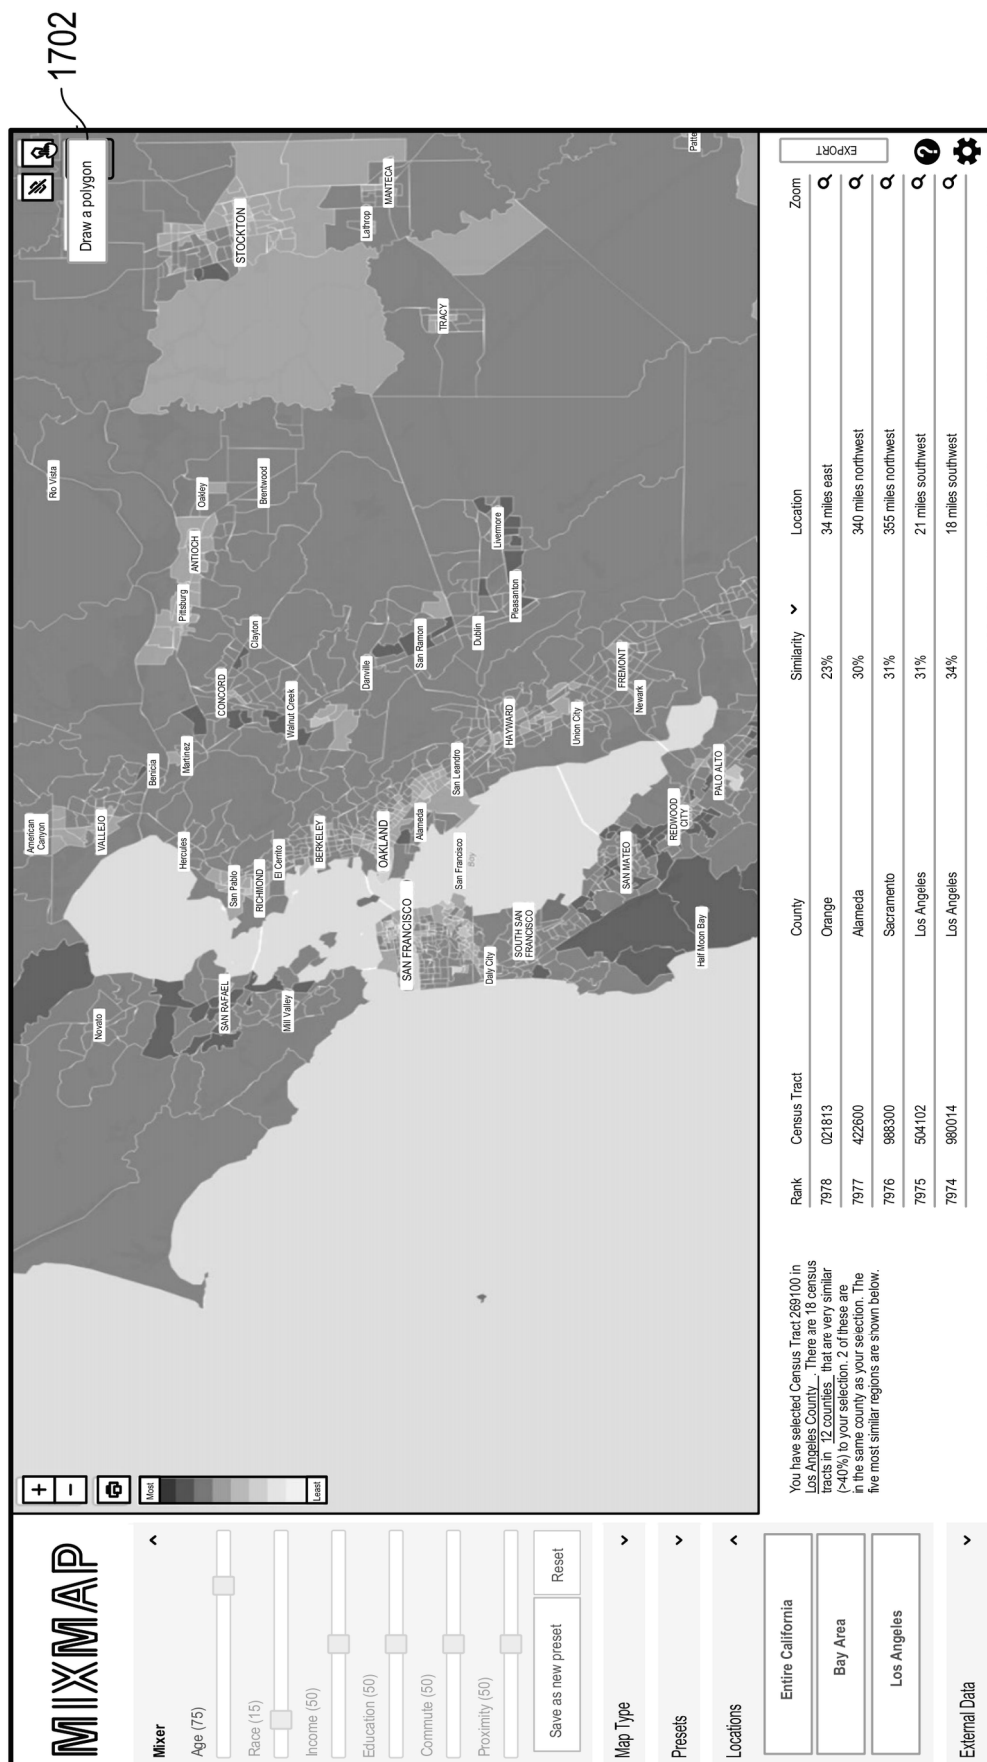 1702
MIXMAP
Mixer
Age (75)
Race (15)
Income (50)
Education (50)
Commute (50)
Proximity (50)
Save as new preset
Reset
Map Type
Presets
Locations
Entire California
Bay Area
Los Angeles
External Data
+
−
Most
Least
Draw a polygon
American
Canyon
VALLEJO
Benicia
Rio Vista
Novato
Hercules
Martinez
Pittsburg
ANTIOCH
Oakley
San Pablo
SAN RAFAEL
RICHMOND
CONCORD
Clayton
Brentwood
STOCKTON
El Cerrito
Mill Valley
BERKELEY
Walnut Creek
Danville
Lathrop
MANTECA
OAKLAND
SAN FRANCISCO
Alameda
San Ramon
San Leandro
San Francisco
Bay
TRACY
Dublin
Daly City
HAYWARD
Pleasanton
Livermore
SOUTH SAN
FRANCISCO
Union City
SAN MATEO
FREMONT
Newark
REDWOOD
CITY
PALO ALTO
Half Moon Bay
Patte
You have selected Census Tract 269100 in
Los Angeles County . There are 18 census
tracts in 12 counties that are very similar
(>40%) to your selection. 2 of these are
in the same county as your selection. The
five most similar regions are shown below.
Rank Census Tract County Similarity Location Zoom
7978 021813 Orange 23% 34 miles east
7977 422600 Alameda 30% 340 miles northwest
7976 988300 Sacramento 31% 355 miles northwest
7975 504102 Los Angeles 31% 21 miles southwest
7974 980014 Los Angeles 34% 18 miles southwest
EXPORT
?